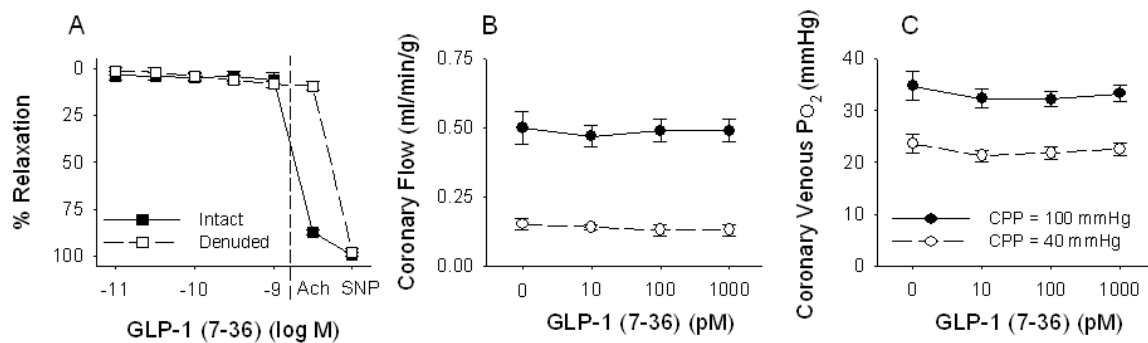 A
% Relaxation
0
25
50
75
100
Intact
Denuded
-11
-10
-9
Ach
SNP
GLP-1 (7-36) (log M)
B
Coronary Flow (ml/min/g)
0.75
0.50
0.25
0.00
0
10
100
1000
GLP-1 (7-36) (pM)
C
Coronary Venous PO₂ (mmHg)
40
30
20
10
0
CPP = 100 mmHg
CPP = 40 mmHg
0
10
100
1000
GLP-1 (7-36) (pM)